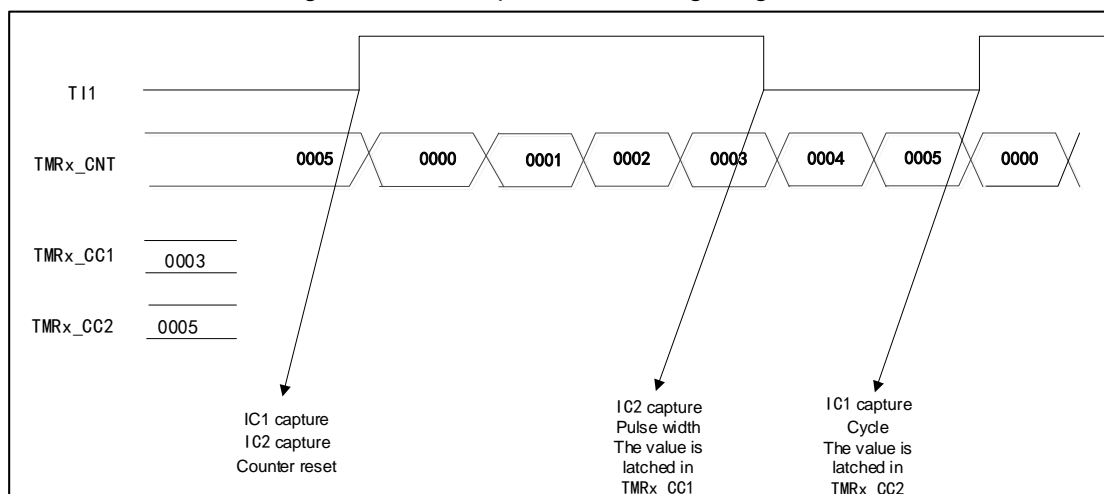 TI1
TMRx_CNT
0005 0000 0001 0002 0003 0004 0005 0000
TMRx_CC1
0003
TMRx_CC2
0005
IC1 capture
IC2 capture
Counter reset
IC2 capture
Pulse width
The value is
latched in
TMRx_CC1
IC1 capture
Cycle
The value is
latched in
TMRx_CC2